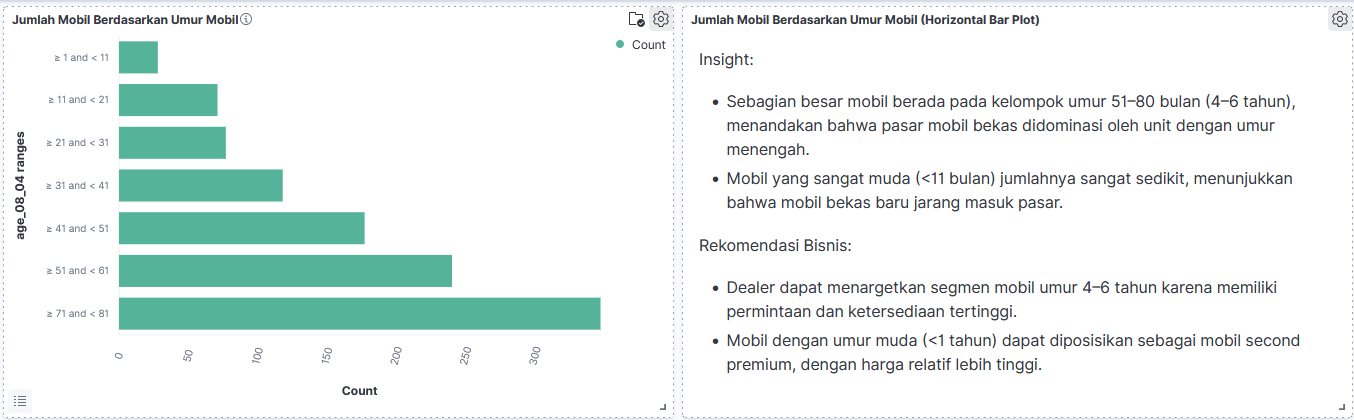 Jumlah Mobil Berdasarkan Umur Mobil
Count
≥ 1 and < 11
≥ 11 and < 21
≥ 21 and < 31
≥ 31 and < 41
≥ 41 and < 51
≥ 51 and < 61
≥ 71 and < 81
age_08_04 ranges
0
50
100
150
200
250
300
Count
Jumlah Mobil Berdasarkan Umur Mobil (Horizontal Bar Plot)
Insight:
• Sebagian besar mobil berada pada kelompok umur 51–80 bulan (4–6 tahun),
menandakan bahwa pasar mobil bekas didominasi oleh unit dengan umur
menengah.
• Mobil yang sangat muda (<11 bulan) jumlahnya sangat sedikit, menunjukkan
bahwa mobil bekas baru jarang masuk pasar.
Rekomendasi Bisnis:
• Dealer dapat menargetkan segmen mobil umur 4–6 tahun karena memiliki
permintaan dan ketersediaan tertinggi.
• Mobil dengan umur muda (<1 tahun) dapat diposisikan sebagai mobil second
premium, dengan harga relatif lebih tinggi.